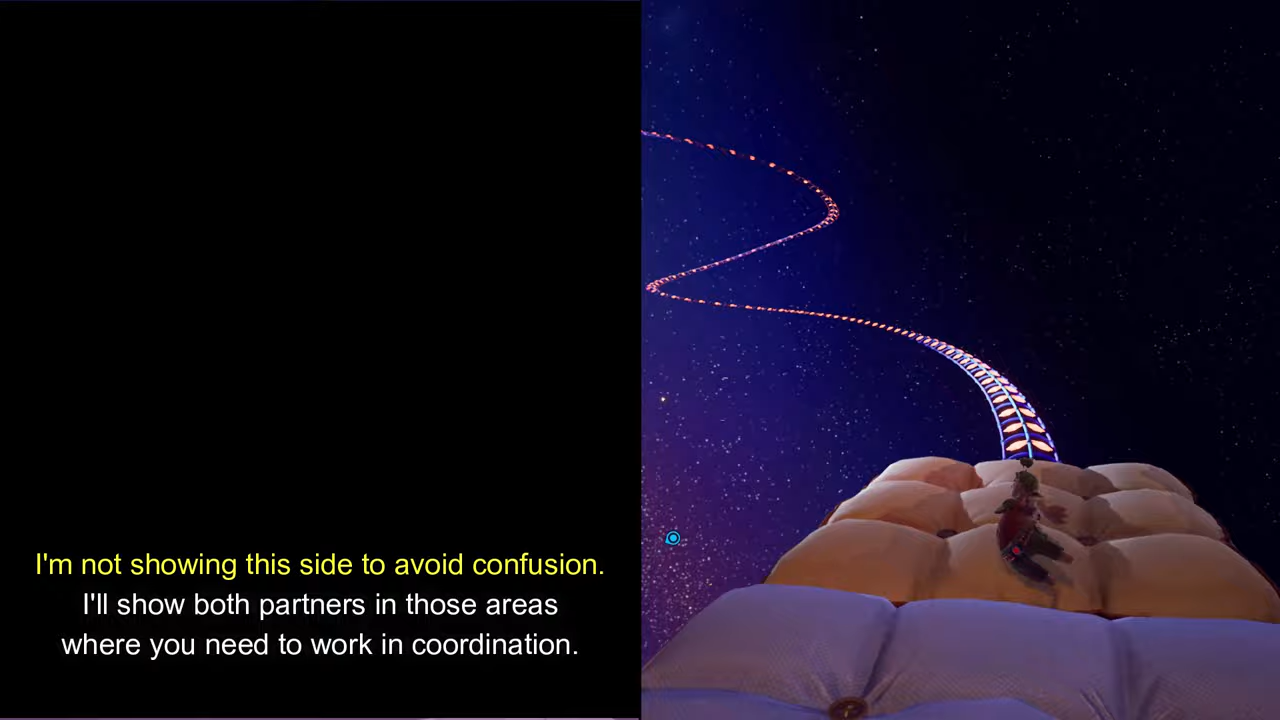 I'm not showing this side to avoid confusion.
I'll show both partners in those areas
where you need to work in coordination.